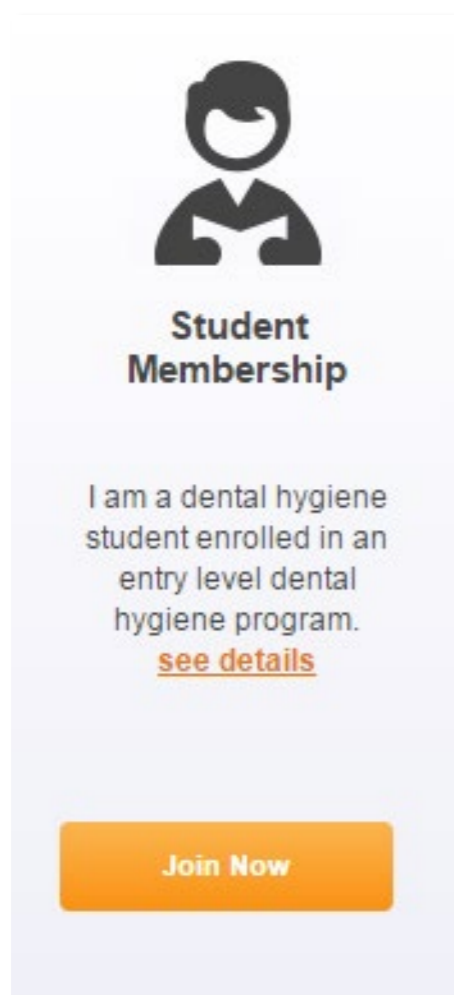 Student
Membership
I am a dental hygiene
student enrolled in an
entry level dental
hygiene program.
see details
Join Now